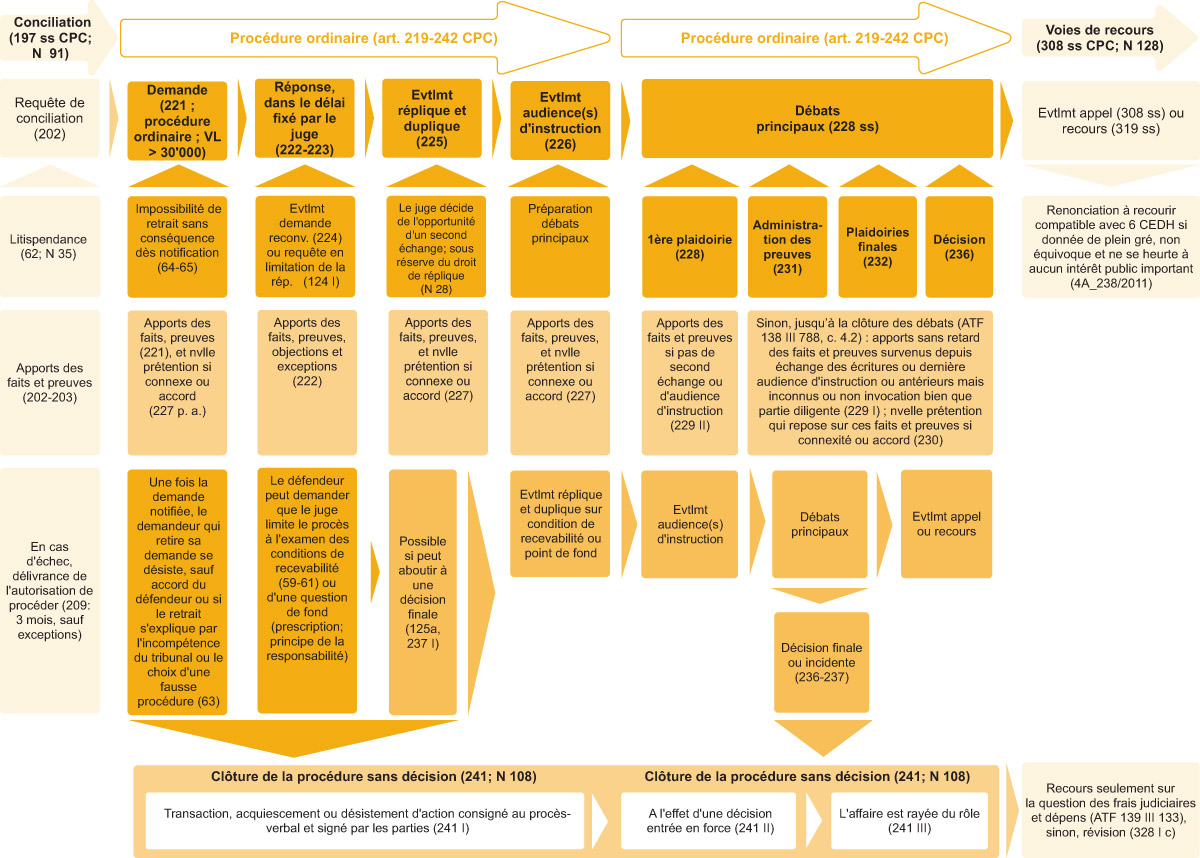 Conciliation
(197 ss CPC;
N 91)
Procédure ordinaire (art. 219-242 CPC)
Procédure ordinaire (art. 219-242 CPC)
Voies de recours
(308 ss CPC; N 128)
Requête de
conciliation
(202)
Demande
(221 ;
procédure
ordinaire ; VL
> 30'000)
Réponse,
dans le délai
fixé par le
juge
(222-223)
Evtlmt
réplique et
duplique
(225)
Evtlmt
audience(s)
d'instruction
(226)
Débats
principaux (228 ss)
Evtlmt appel (308 ss) ou
recours (319 ss)
Litispendance
(62; N 35)
Impossibilité de
retrait sans
conséquence
dès notification
(64-65)
Evtlmt
demande
reconv. (224)
ou requête en
limitation de la
rép. (124 I)
Le juge décide
de l'opportunité
d'un second
échange; sous
réserve du droit
de réplique
(N 28)
Préparation
débats
principaux
1ère plaidoirie
(228)
Administra-
tion des
preuves
(231)
Plaidoiries
finales
(232)
Décision
(236)
Renonciation à recourir
compatible avec 6 CEDH si
donnée de plein gré, non
équivoque et ne se heurte à
aucun intérêt public important
(4A_238/2011)
Apports des
faits et preuves
(202-203)
Apports des
faits, preuves
(221), et nvlle
prétention si
connexe ou
accord
(227 p. a.)
Apports des
faits, preuves,
objections et
exceptions
(222)
Apports des
faits, preuves,
et nvlle
prétention si
connexe ou
accord (227)
Apports des
faits, preuves,
et nvlle
prétention si
connexe ou
accord (227)
Apports des
faits et preuves
si pas de
second
échange ou
d'audience
d'instruction
(229 II)
Sinon, jusqu'à la clôture des débats (ATF
138 III 788, c. 4.2) : apports sans retard
des faits et preuves survenus depuis
échange des écritures ou dernière
audience d'instruction ou antérieurs mais
inconnus ou non invocation bien que
partie diligente (229 I) ; nvelle prétention
qui repose sur ces faits et preuves si
connexité ou accord (230)
En cas
d'échec,
délivrance de
l'autorisation de
procéder (209:
3 mois, sauf
exceptions)
Une fois la
demande
notifiée, le
demandeur qui
retire sa
demande se
désiste, sauf
accord du
défendeur ou si
le retrait
s'explique par
l'incompétence
du tribunal ou le
choix d'une
fausse
procédure (63)
Le défendeur
peut demander
que le juge
limite le procès
à l'examen des
conditions de
recevabilité
(59-61) ou
d'une question
de fond
(prescription;
principe de la
responsabilité)
Possible
si peut
aboutir à
une
décision
finale
(125a,
237 I)
Evtlmt réplique
et duplique sur
condition de
recevabilité ou
point de fond
Evtlmt
audience(s)
d'instruction
Débats
principaux
Evtlmt appel
ou recours
Décision finale
ou incidente
(236-237)
Clôture de la procédure sans décision (241; N 108)
Clôture de la procédure sans décision (241; N 108)
Transaction, acquiescement ou désistement d'action consigné au procès-
verbal et signé par les parties (241 I)
A l'effet d'une décision
entrée en force (241 II)
L'affaire est rayée du rôle
(241 III)
Recours seulement sur
la question des frais judiciaires
et dépens (ATF 139 III 133),
sinon, révision (328 I c)